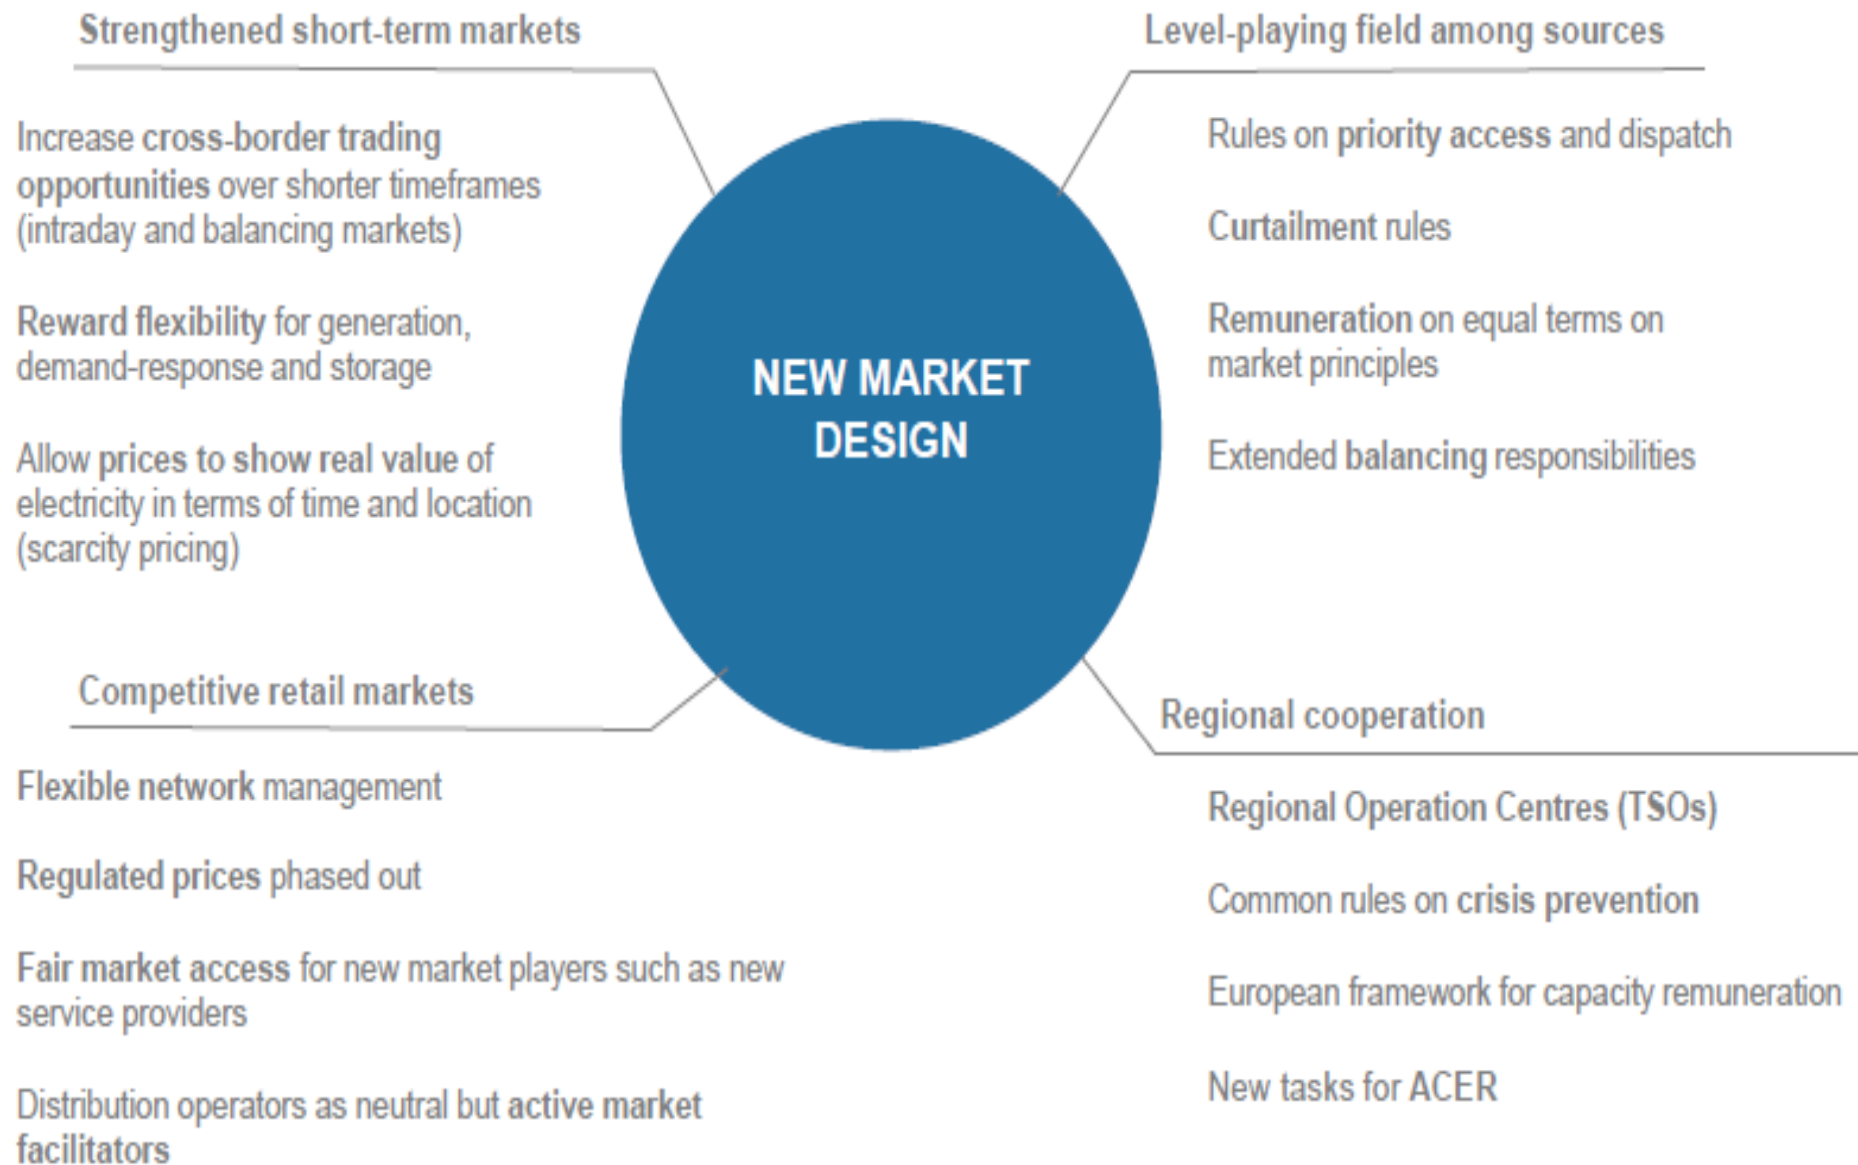 Strengthened short-term markets
Increase cross-border trading
opportunities over shorter timeframes
(intraday and balancing markets)
Reward flexibility for generation,
demand-response and storage
Allow prices to show real value of
electricity in terms of time and location
(scarcity pricing)
Level-playing field among sources
Rules on priority access and dispatch
Curtailment rules
Remuneration on equal terms on
market principles
Extended balancing responsibilities
NEW MARKET
DESIGN
Competitive retail markets
Flexible network management
Regulated prices phased out
Fair market access for new market players such as new
service providers
Distribution operators as neutral but active market
facilitators
Regional cooperation
Regional Operation Centres (TSOs)
Common rules on crisis prevention
European framework for capacity remuneration
New tasks for ACER